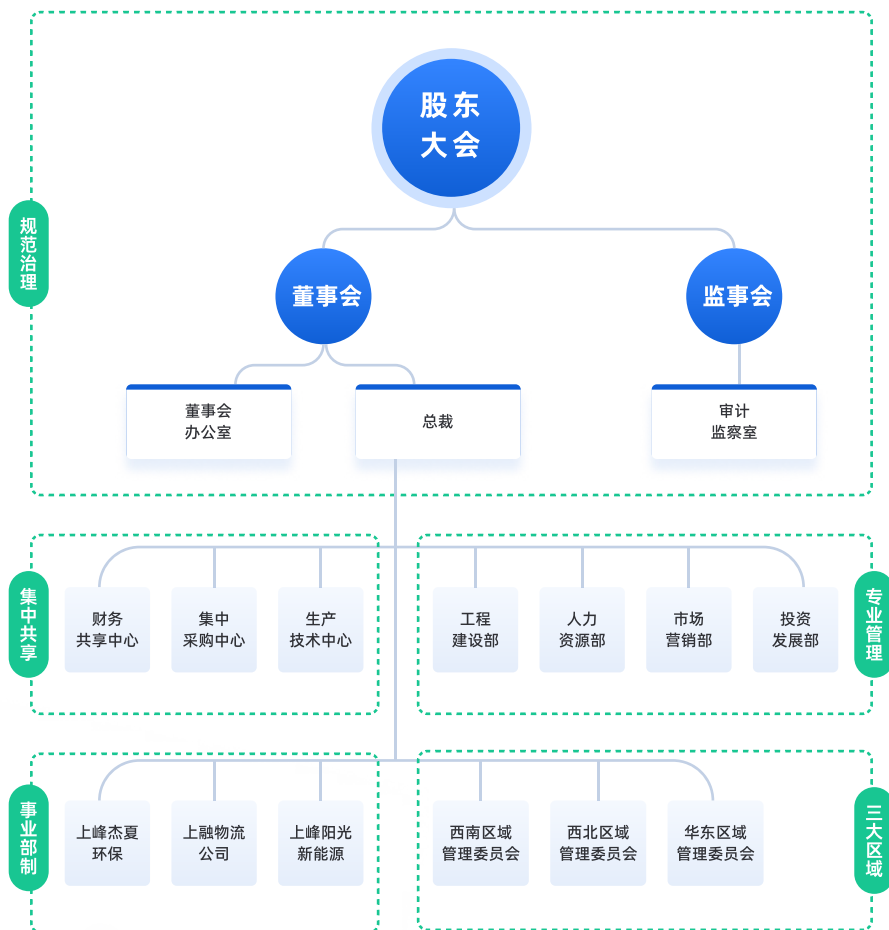 股东
大会
规范治理
董事会
监事会
董事会
办公室
总裁
审计
监察室
集中共享
财务
共享中心
集中
采购中心
生产
技术中心
工程
建设部
人力
资源部
市场
营销部
投资
发展部
专业管理
事业部制
上峰杰夏
环保
上融物流
公司
上峰阳光
新能源
西南区域
管理委员会
西北区域
管理委员会
华东区域
管理委员会
三大区域